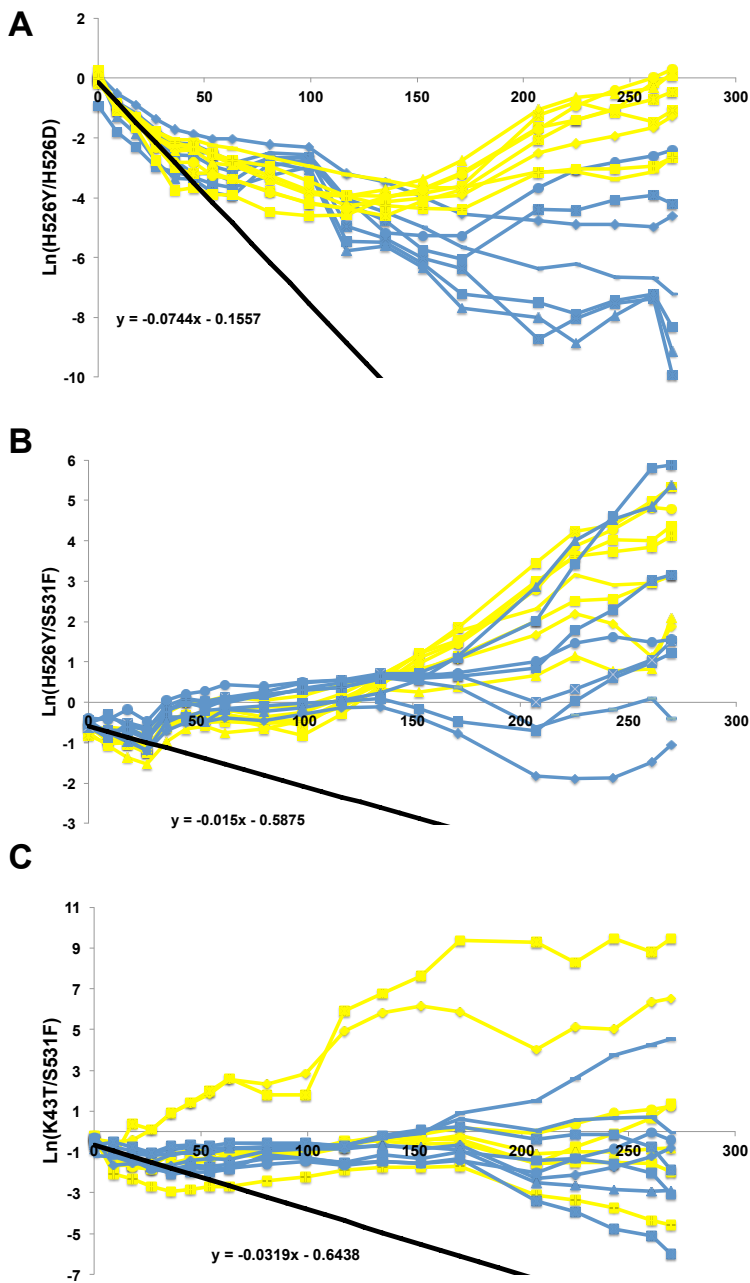 A
2
0
0 50 100 150 200 250 300
-2
-4
-6
-8
-10
Ln(H526Y/H526D)
y = -0.0744x - 0.1557
B
6
5
4
3
2
1
0
0 50 100 150 200 250 300
-1
-2
-3
Ln(H526Y/S531F)
y = -0.015x - 0.5875
C
11
9
7
5
3
1
0 50 100 150 200 250 300
-1
-3
-5
-7
Ln(K43T/S531F)
y = -0.0319x - 0.6438